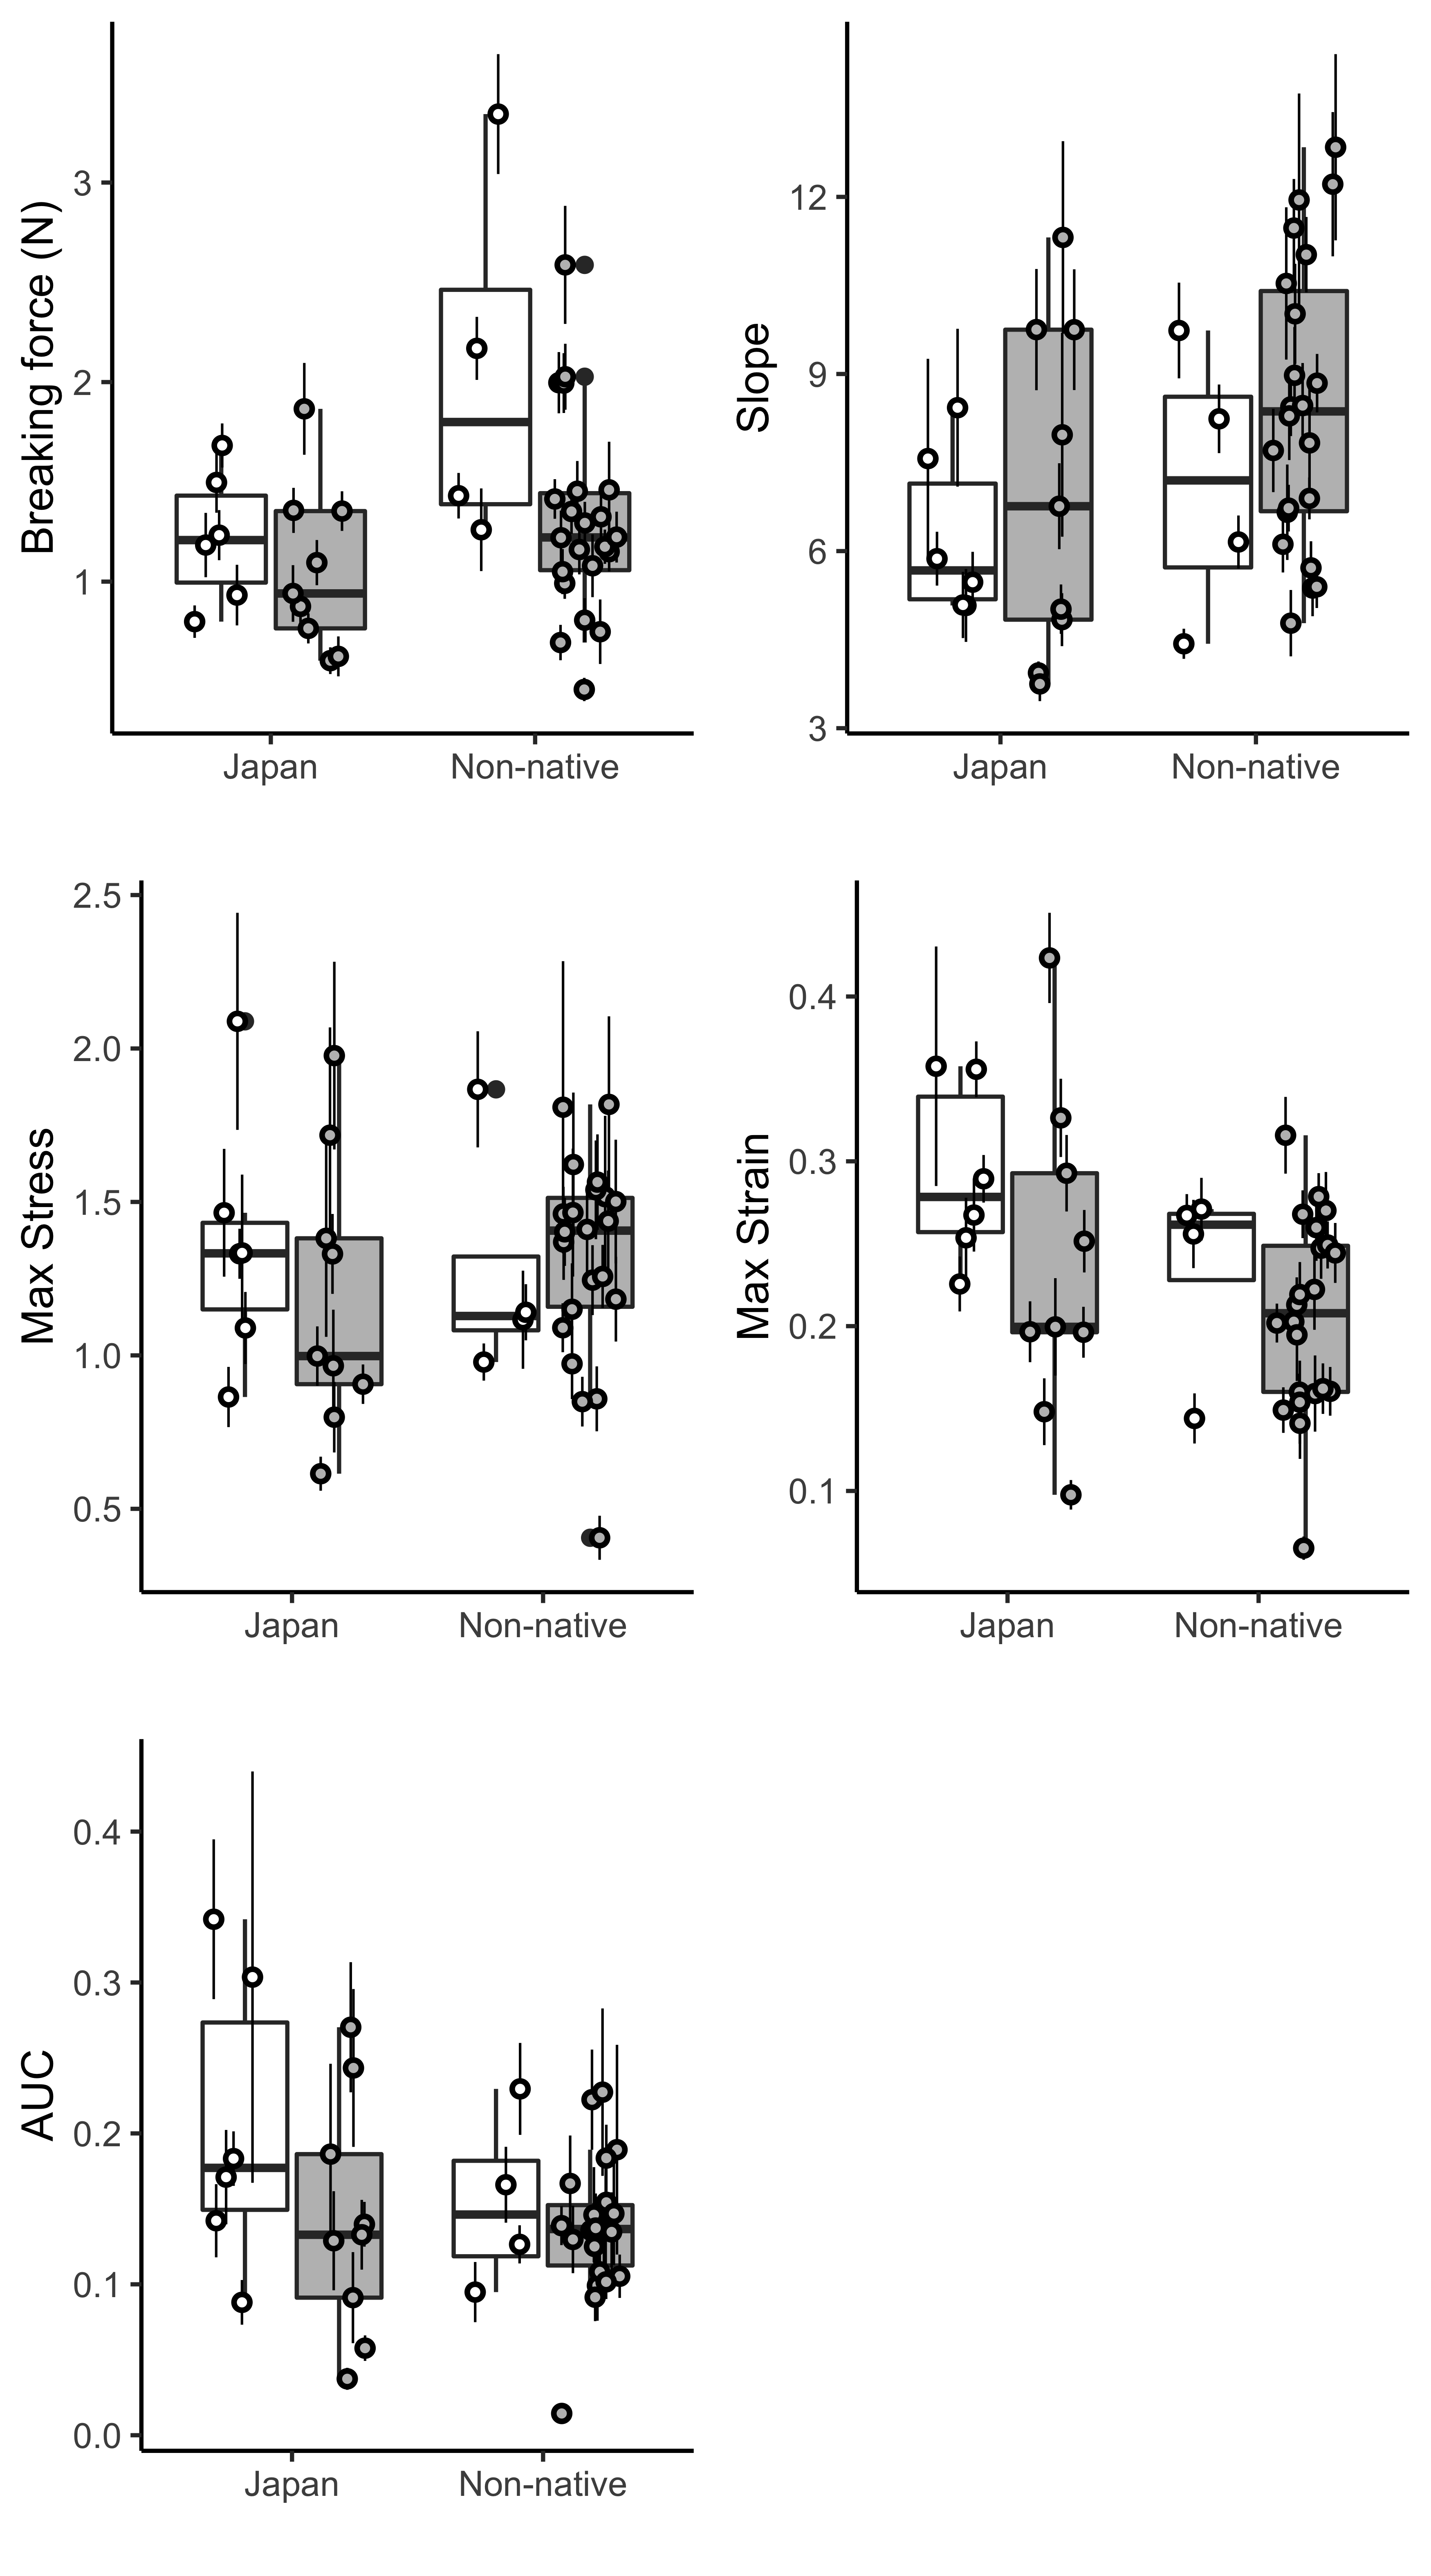 Breaking force (N)
3
2
1
Japan
Non-native
Slope
12
9
6
3
Japan
Non-native
Max Stress
2.5
2.0
1.5
1.0
0.5
Japan
Non-native
Max Strain
0.4
0.3
0.2
0.1
Japan
Non-native
AUC
0.4
0.3
0.2
0.1
0.0
Japan
Non-native